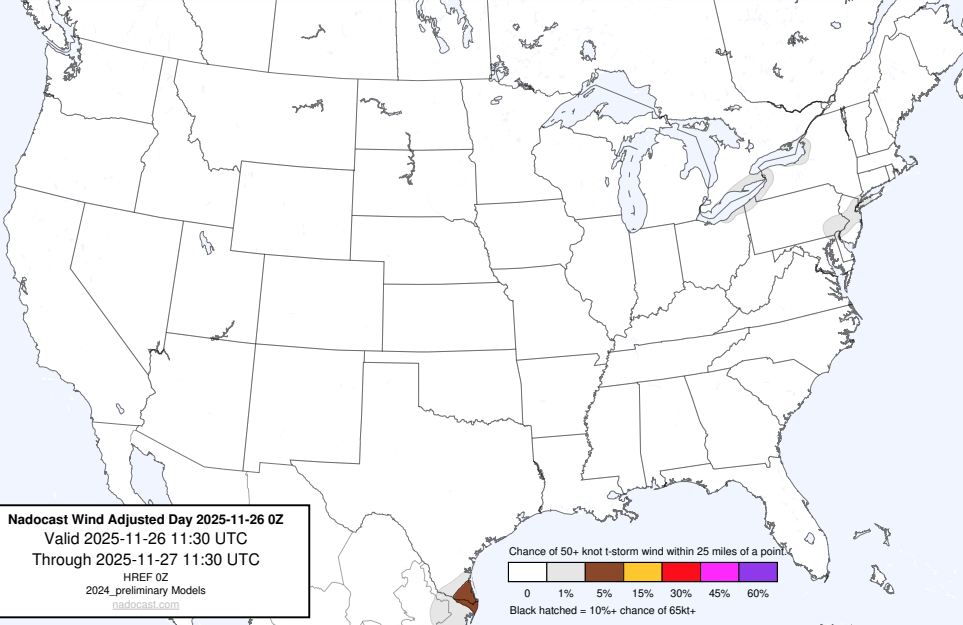 Nadocast Wind Adjusted Day 2025-11-26 0Z
Valid 2025-11-26 11:30 UTC
Through 2025-11-27 11:30 UTC
HREF 0Z
2024_preliminary Models
nadocast.com
Chance of 50+ knot t-storm wind within 25 miles of a point.
0 1% 5% 15% 30% 45% 60%
Black hatched = 10%+ chance of 65kt+